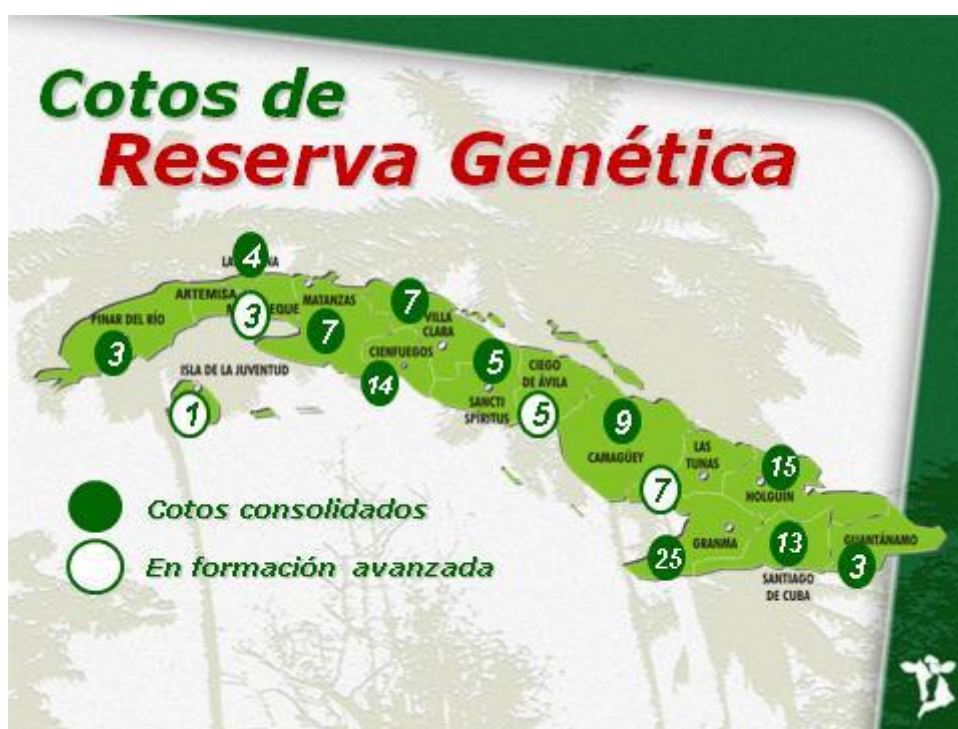 Cotos de
Reserva Genética
4
ARTEMISA
3
MATANZAS
7
VILLA
CLARA
PINAR DEL RÍO
3
7
CIENFUEGOS
14
5
CIEGO
DE ÁVILA
ISLA DE LA JUVENTUD
1
SANCTI
SPÍRITUS
5
9
CAMAGÜEY
LAS
TUNAS
7
15
HOLGUÍN
Cotos consolidados
En formación avanzada
25
GRANMA
13
SANTIAGO
DE CUBA
GUANTÁNAMO
3